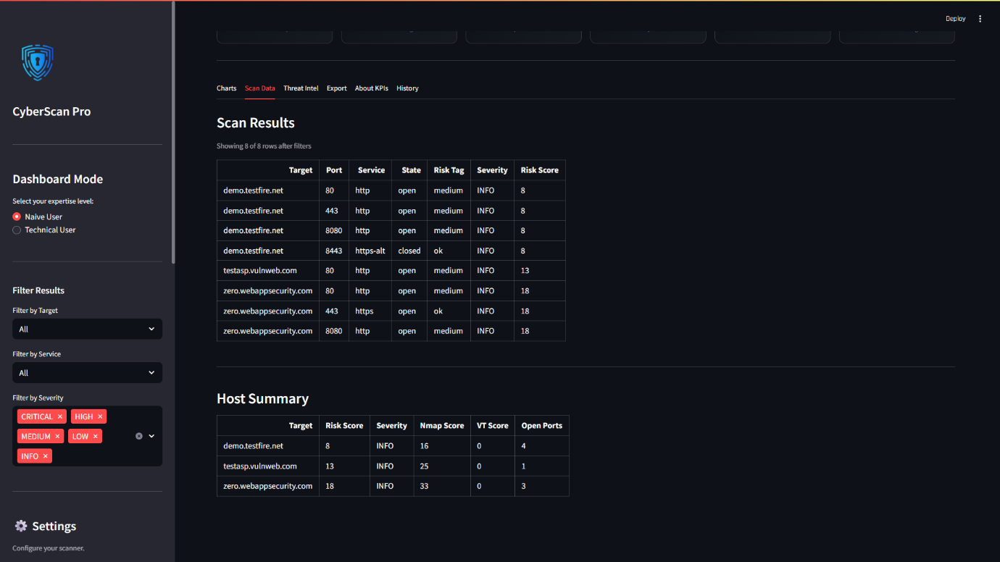 Deploy
CyberScan Pro
Dashboard Mode
Select your expertise level:
Naive User
Technical User
Filter Results
Filter by Target
All
Filter by Service
All
Filter by Severity
CRITICAL × HIGH ×
MEDIUM × LOW ×
INFO ×
Settings
Configure your scanner.
Charts Scan Data Threat Intel Export About KPIs History
Scan Results
Showing 8 of 8 rows after filters
Target Port Service State Risk Tag Severity Risk Score
demo.testfire.net 80 http open medium INFO 8
demo.testfire.net 443 http open medium INFO 8
demo.testfire.net 8080 http open medium INFO 8
demo.testfire.net 8443 https-alt closed ok INFO 8
testasp.vulnweb.com 80 http open medium INFO 13
zero.webappsecurity.com 80 http open medium INFO 18
zero.webappsecurity.com 443 https open ok INFO 18
zero.webappsecurity.com 8080 http open medium INFO 18
Host Summary
Target Risk Score Severity Nmap Score VT Score Open Ports
demo.testfire.net 8 INFO 16 0 4
testasp.vulnweb.com 13 INFO 25 0 1
zero.webappsecurity.com 18 INFO 33 0 3